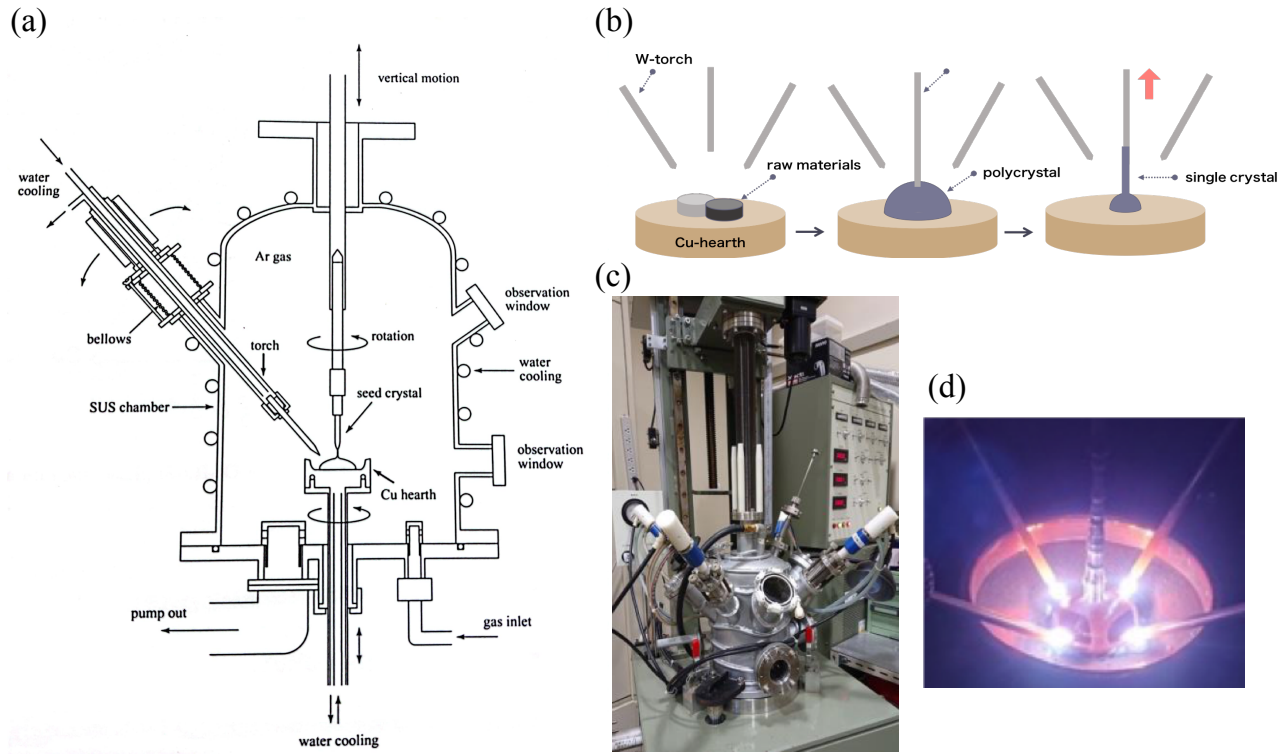 (a)
vertical motion
water
cooling
Ar gas
observation
window
bellows
rotation
torch
water
cooling
seed crystal
SUS chamber
observation
window
Cu hearth
pump out
gas inlet
water cooling
(b)
W-torch
raw materials
Cu-hearth
polycrystal
single crystal
(c)
(d)